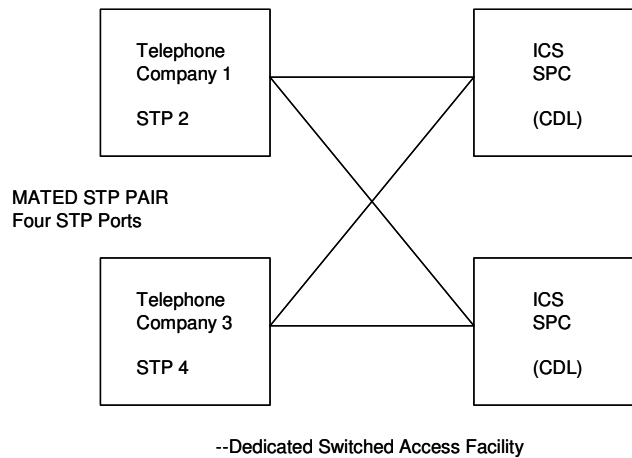 Telephone
Company 1
STP 2
ICS
SPC
(CDL)
MATED STP PAIR
Four STP Ports
Telephone
Company 3
STP 4
ICS
SPC
(CDL)
--Dedicated Switched Access Facility